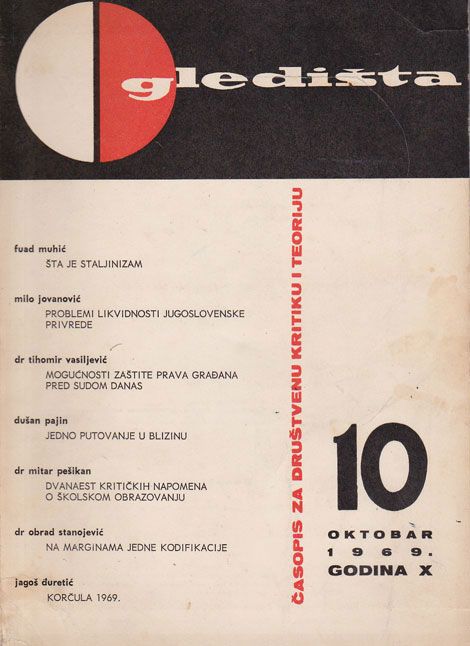 gledišta
fuad muhić
ŠTA JE STALJINIZAM
milo jovanović
PROBLEMI LIKVIDNOSTI JUGOSLOVENSKE
PRIVREDE
dr tihomir vasiljević
MOGUĆNOSTI ZAŠTITE PRAVA GRAĐANA
PRED SUDOM DANAS
dušan pajin
JEDNO PUTOVANJE U BLIZINU
dr mitar pešikan
DVANAEST KRITIČKIH NAPOMENA
O ŠKOLSKOM OBRAZOVANJU
dr obrad stanojević
NA MARGINAMA JEDNE KODIFIKACIJE
jagoš đuretić
KORČULA 1969.
ČASOPIS ZA DRUŠTVENU KRITIKU I TEORIJU
10
OKTOBAR
1969.
GODINA X